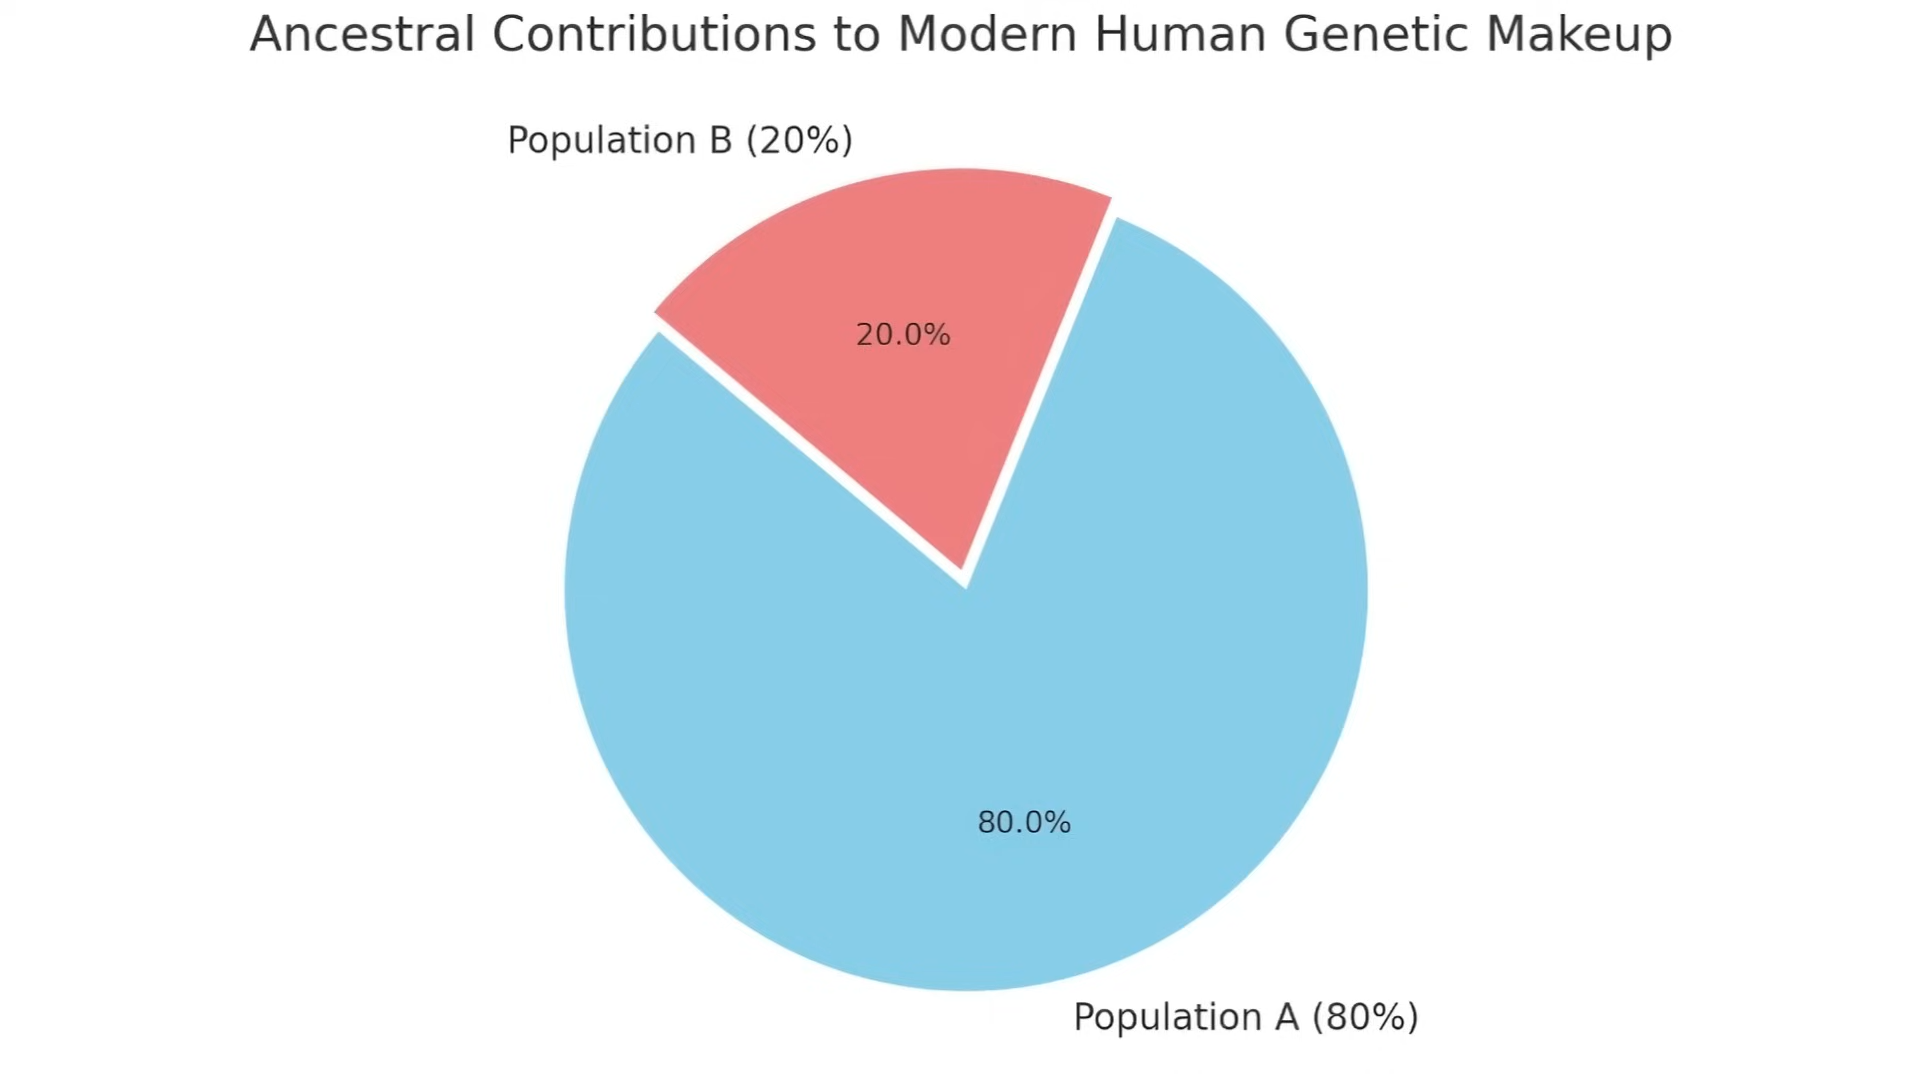 Ancestral Contributions to Modern Human Genetic Makeup
Population B (20%)
20.0%
80.0%
Population A (80%)